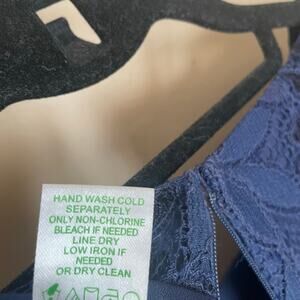 HAND WASH COLD
SEPARATELY
ONLY NON-CHLORINE
BLEACH IF NEEDED
LINE DRY
LOW IRON IF
NEEDED
OR DRY CLEAN